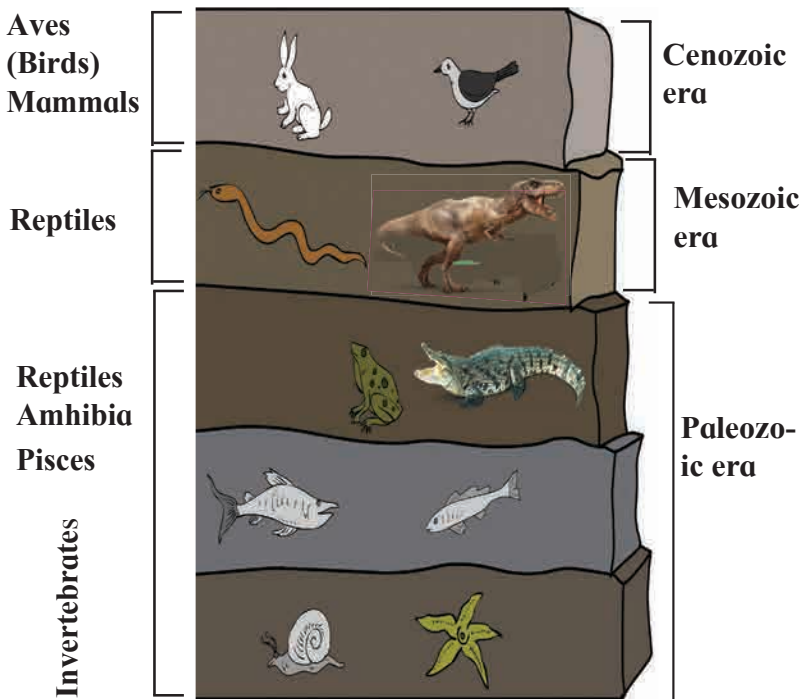 Aves
(Birds)
Mammals
Cenozoic
era
Reptiles
Mesozoic
era
Reptiles
Amhibia
Pisces
Paleozo-
ic era
Invertebrates